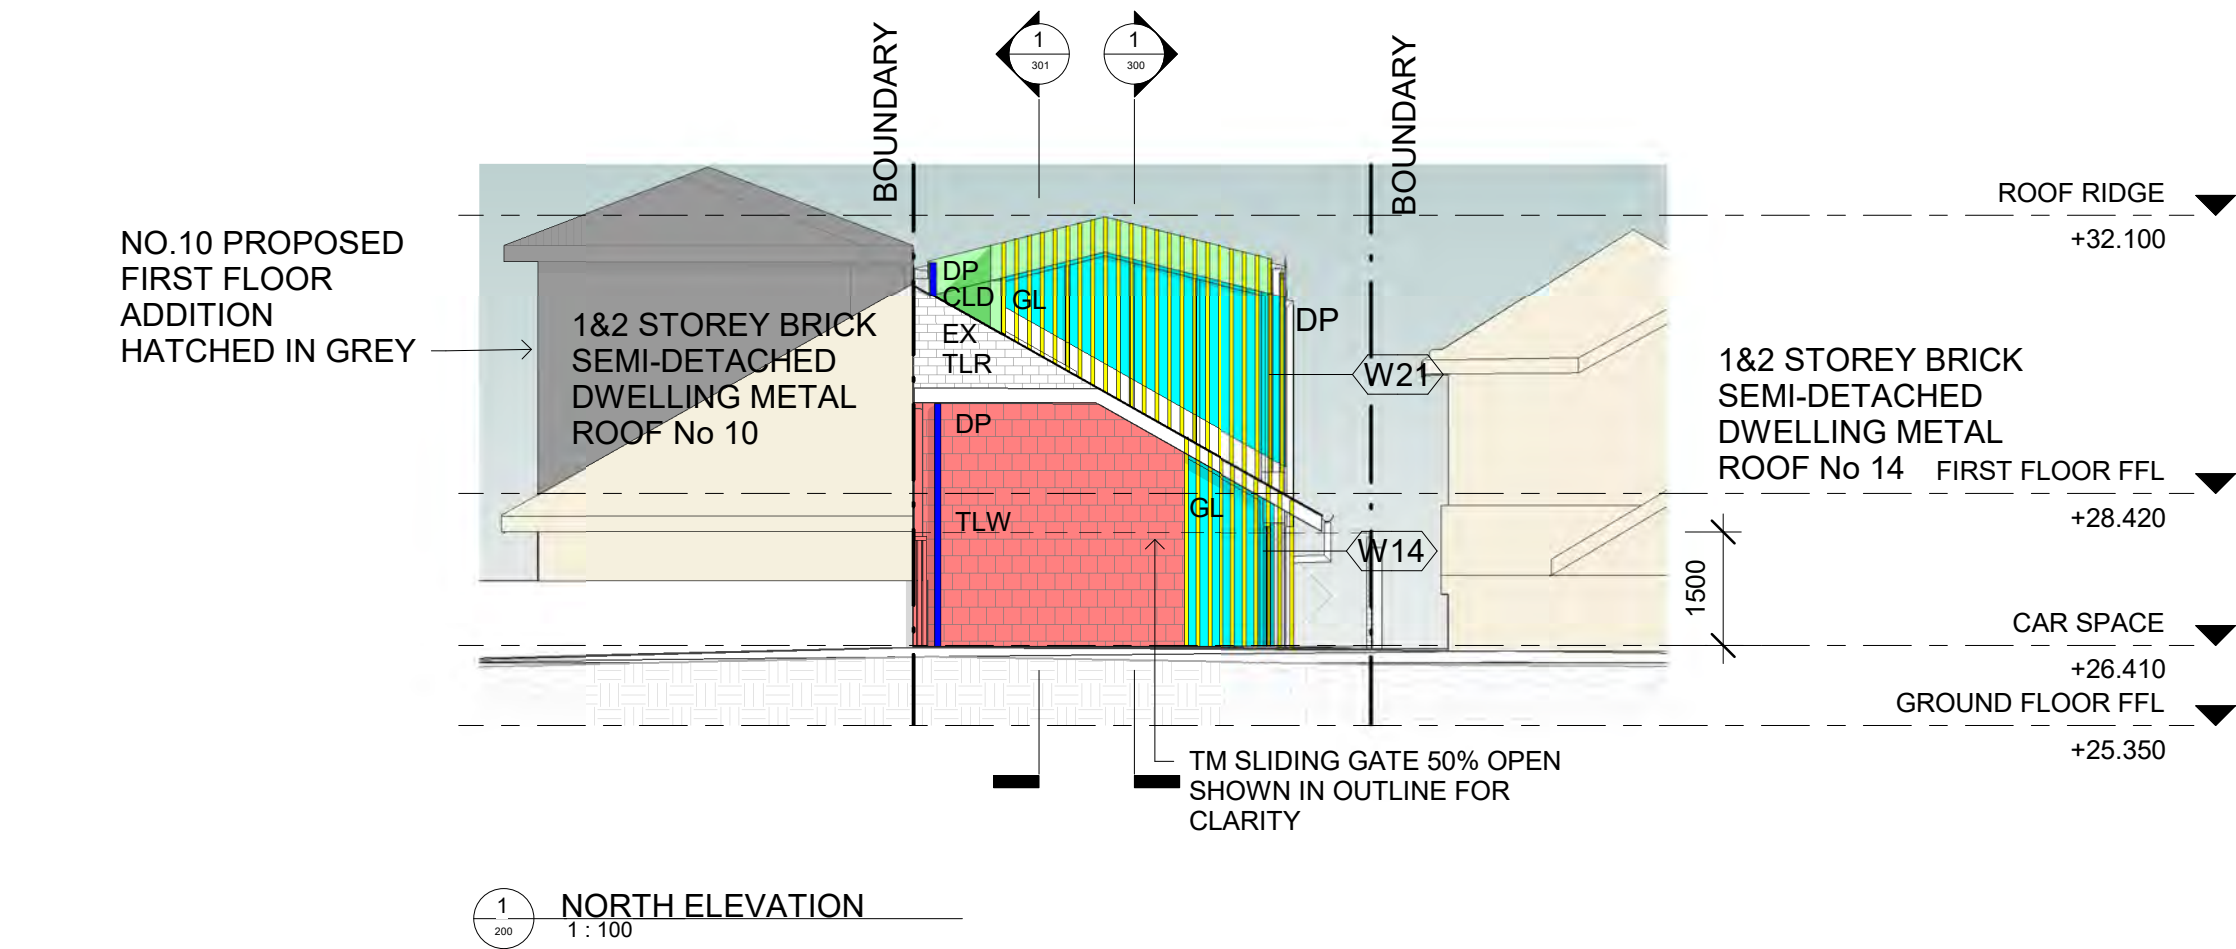 BOUNDARY
1
301
1
300
BOUNDARY
ROOF RIDGE
+32.100
NO.10 PROPOSED
FIRST FLOOR
ADDITION
HATCHED IN GREY
1&2 STOREY BRICK
SEMI-DETACHED
DWELLING METAL
ROOF No 10
DP
CLD
GL
EX
TLR
DP
W21
DP
TLW
GL
W14
1&2 STOREY BRICK
SEMI-DETACHED
DWELLING METAL
ROOF No 14
FIRST FLOOR FFL
+28.420
1500
CAR SPACE
+26.410
GROUND FLOOR FFL
+25.350
TM SLIDING GATE 50% OPEN
SHOWN IN OUTLINE FOR
CLARITY
1
200
NORTH ELEVATION
1 : 100